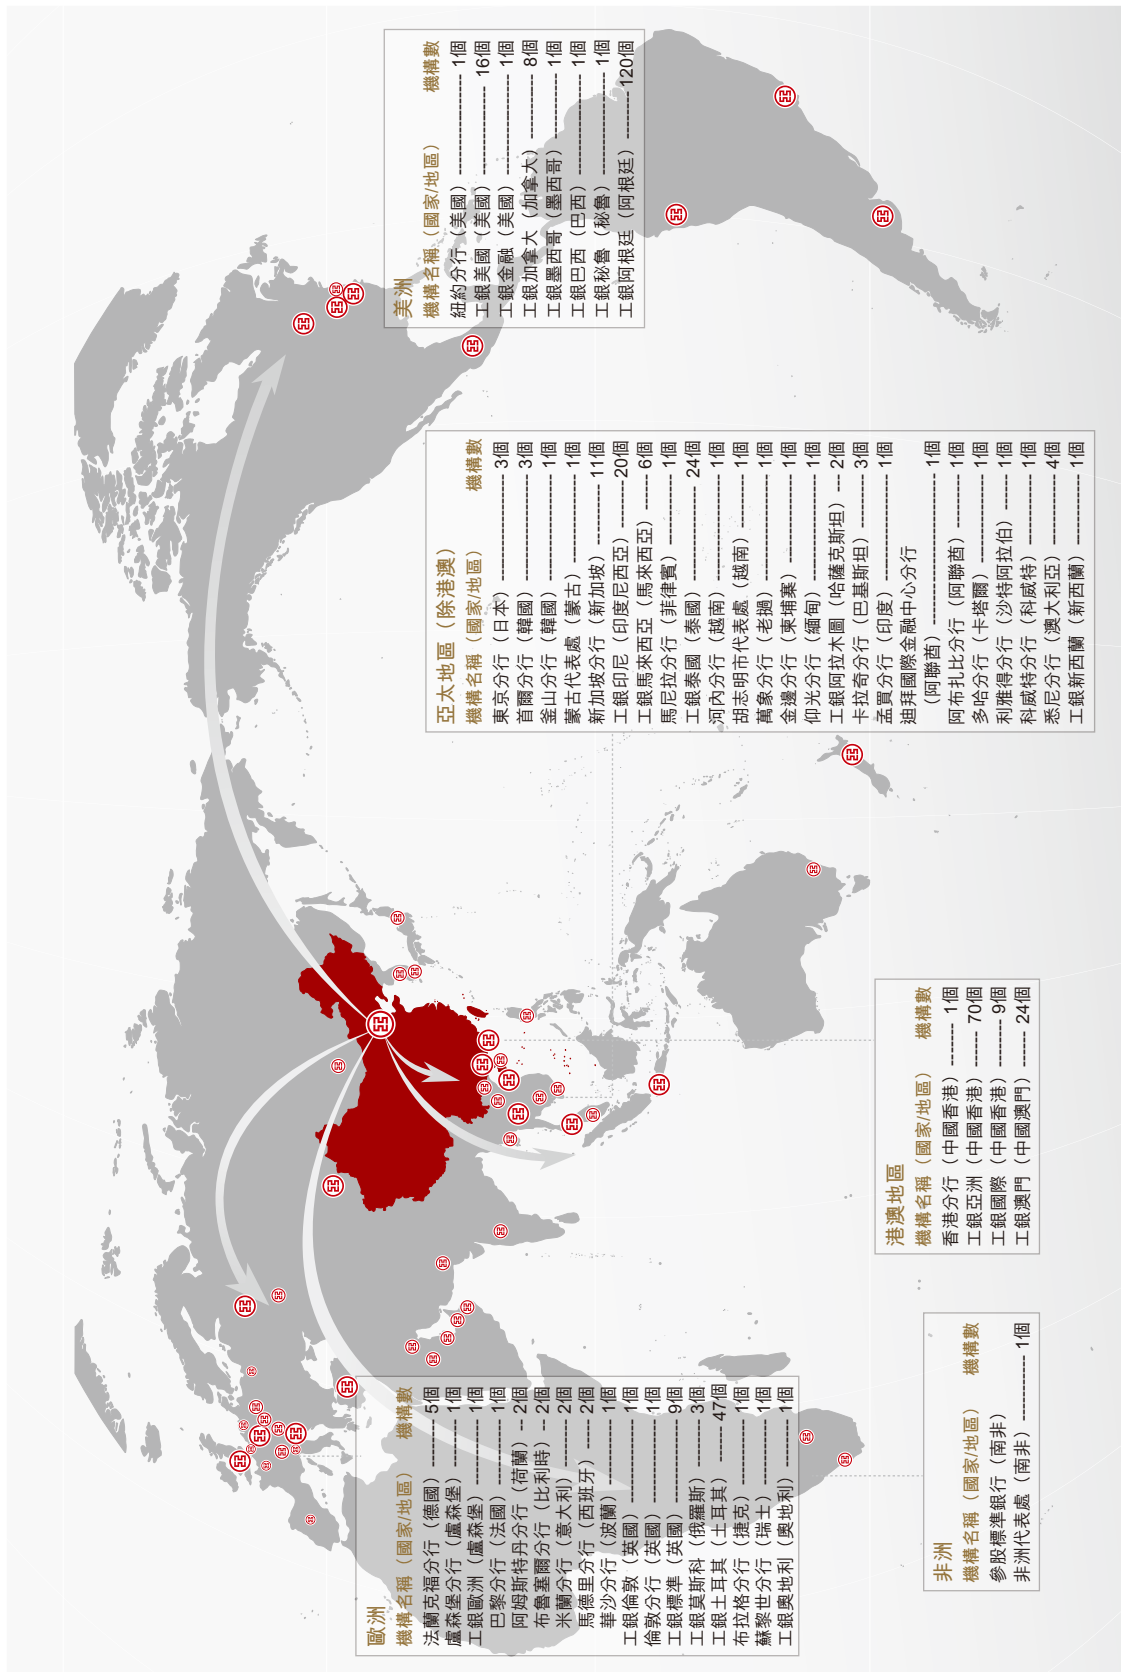 美洲
機構名稱（國家/地區） 機構數
紐約分行（美國） 1個
工銀美國（美國） 16個
工銀金融（美國） 1個
工銀加拿大（加拿大） 8個
工銀墨西哥（墨西哥） 1個
工銀巴西（巴西） 1個
工銀秘魯（秘魯） 1個
工銀阿根廷（阿根廷） 120個
亞太地區（除港澳）
機構名稱（國家/地區） 機構數
東京分行（日本） 3個
首爾分行（韓國） 3個
釜山分行（韓國） 1個
蒙古代表處（蒙古） 1個
新加坡分行（新加坡） 11個
工銀印尼（印度尼西亞） 20個
工銀馬來西亞（馬來西亞） 6個
馬尼拉分行（菲律賓） 1個
工銀泰國（泰國） 24個
河內分行（越南） 1個
胡志明市代表處（越南） 1個
萬象分行（老撾） 1個
金邊分行（柬埔寨） 1個
仰光分行（緬甸） 1個
工銀阿拉木圖（哈薩克斯坦） 2個
卡拉奇分行（巴基斯坦） 3個
孟買分行（印度） 1個
迪拜國際金融中心分行
（阿聯酋） 1個
阿布扎比分行（阿聯酋） 1個
多哈分行（卡塔爾） 1個
利雅得分行（沙特阿拉伯） 1個
科威特分行（科威特） 1個
悉尼分行（澳大利亞） 4個
工銀新西蘭（新西蘭） 1個
港澳地區
機構名稱（國家/地區） 機構數
香港分行（中國香港） 1個
工銀亞洲（中國香港） 70個
工銀國際（中國香港） 9個
工銀澳門（中國澳門） 24個
歐洲
機構名稱（國家/地區） 機構數
法蘭克福分行（德國） 5個
盧森堡分行（盧森堡） 1個
工銀歐洲（盧森堡） 1個
巴黎分行（法國） 1個
阿姆斯特丹分行（荷蘭） 2個
布魯塞爾分行（比利時） 2個
米蘭分行（意大利） 2個
馬德里分行（西班牙） 2個
華沙分行（波蘭） 1個
工銀倫敦（英國） 1個
倫敦分行（英國） 1個
工銀標準（英國） 9個
工銀莫斯科（俄羅斯） 3個
工銀土耳其（土耳其） 47個
布拉格分行（捷克） 1個
蘇黎世分行（瑞士） 1個
工銀奧地利（奧地利） 1個
非洲
機構名稱（國家/地區） 機構數
參股標準銀行（南非）
非洲代表處（南非） 1個